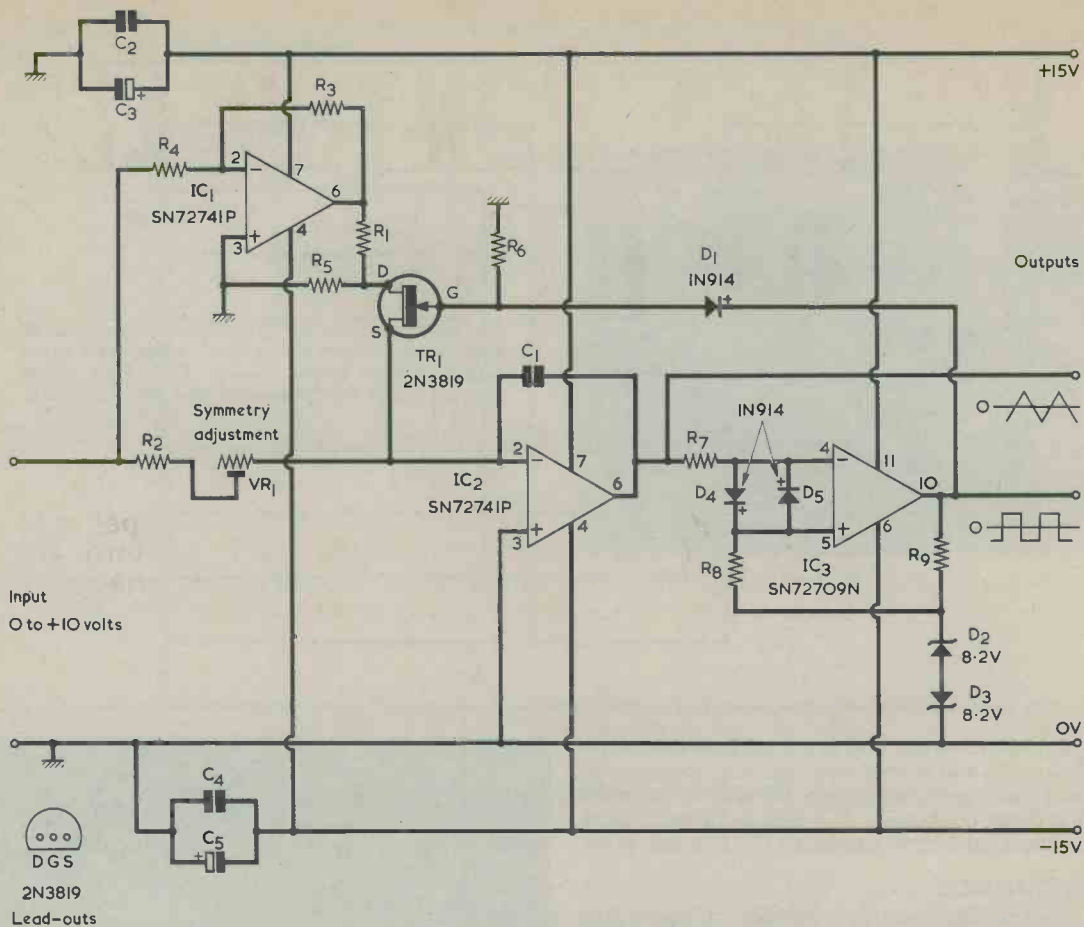 C2
C3
+
+15V
R3
R4
2
−
7
6
IC1
SN72741P
4
3
+
R1
R5
D
G
S
TR1
2N3819
R6
D1
1N914
+
Outputs
C1
Symmetry
adjustment
R2
VR1
2
−
7
IC2
SN72741P
6
3
+
4
1N914
R7
D4
+
+
D5
4
−
11
10
5
+
6
IC3
SN72709N
R8
R9
Input
0 to +10 volts
D2
8·2V
D3
8·2V
0V
C4
+
C5
−15V
D G S
2N3819
Lead-outs